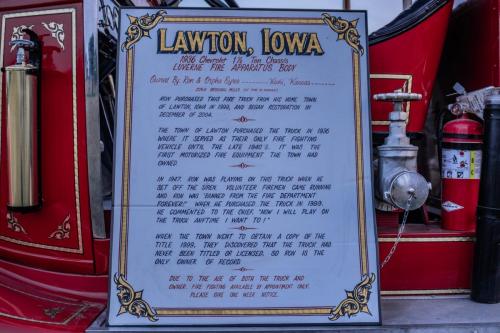 LAWTON, IOWA
1936 Chevrolet 1½ Ton Chassis
LUVERNE FIRE APPARATUS BODY
Owned By: Ron &
Kansas
RON PURCHASED THIS FIRE TRUCK FROM HIS HOME TOWN
OF LAWTON, IOWA IN 1999, AND BEGAN RESTORATION IN
DECEMBER OF 2004.
THE TOWN OF LAWTON PURCHASED THE TRUCK IN 1936
WHERE IT SERVED AS THEIR ONLY FIRE FIGHTING
VEHICLE UNTIL THE LATE 1940'S. IT WAS THE
FIRST MOTORIZED FIRE EQUIPMENT THE TOWN HAD
OWNED.
IN 1947, RON WAS PLAYING ON THIS TRUCK WHEN HE
SET OFF THE SIREN. VOLUNTEER FIREMEN CAME RUNNING
AND RON WAS "BANNED FROM THE FIRE DEPARTMENT
FOREVER!" WHEN HE PURCHASED THE TRUCK IN 1999,
HE COMMENTED TO THE CHIEF, "NOW I WILL PLAY ON
THE TRUCK ANYTIME I WANT TO!"
WHEN THE TOWN WENT TO OBTAIN A COPY OF THE
TITLE 1999, THEY DISCOVERED THAT THE TRUCK HAD
NEVER BEEN TITLED OR LICENSED, SO RON IS THE
ONLY OWNER OF RECORD.
DUE TO THE AGE OF BOTH THE TRUCK AND
OWNER, FIRE FIGHTING AVAILABLE BY APPOINTMENT ONLY.
PLEASE GIVE ONE WEEK NOTICE.